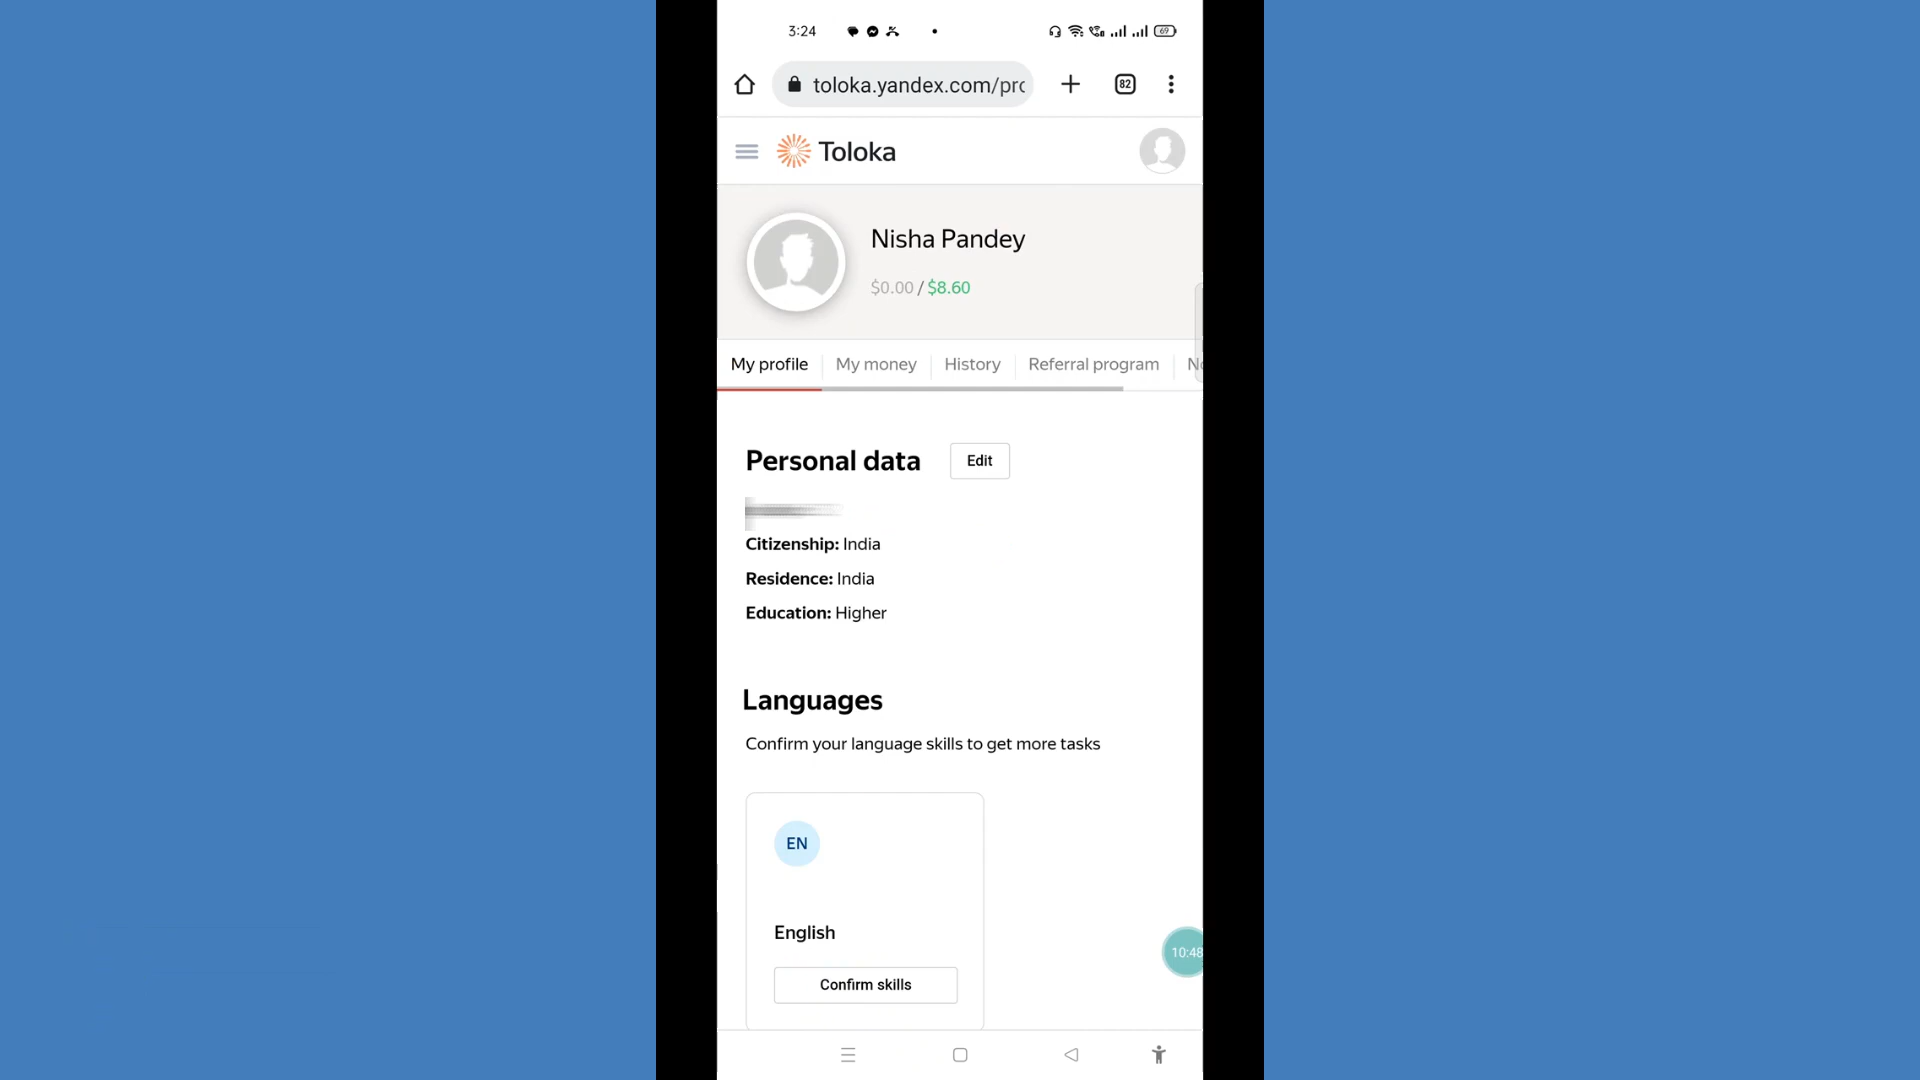 3:24
69
toloka.yandex.com/pro
82
Toloka
Nisha Pandey
$0.00 / $8.60
My profile My money History Referral program
Personal data Edit
Citizenship: India
Residence: India
Education: Higher
Languages
Confirm your language skills to get more tasks
EN
English
10:48
Confirm skills